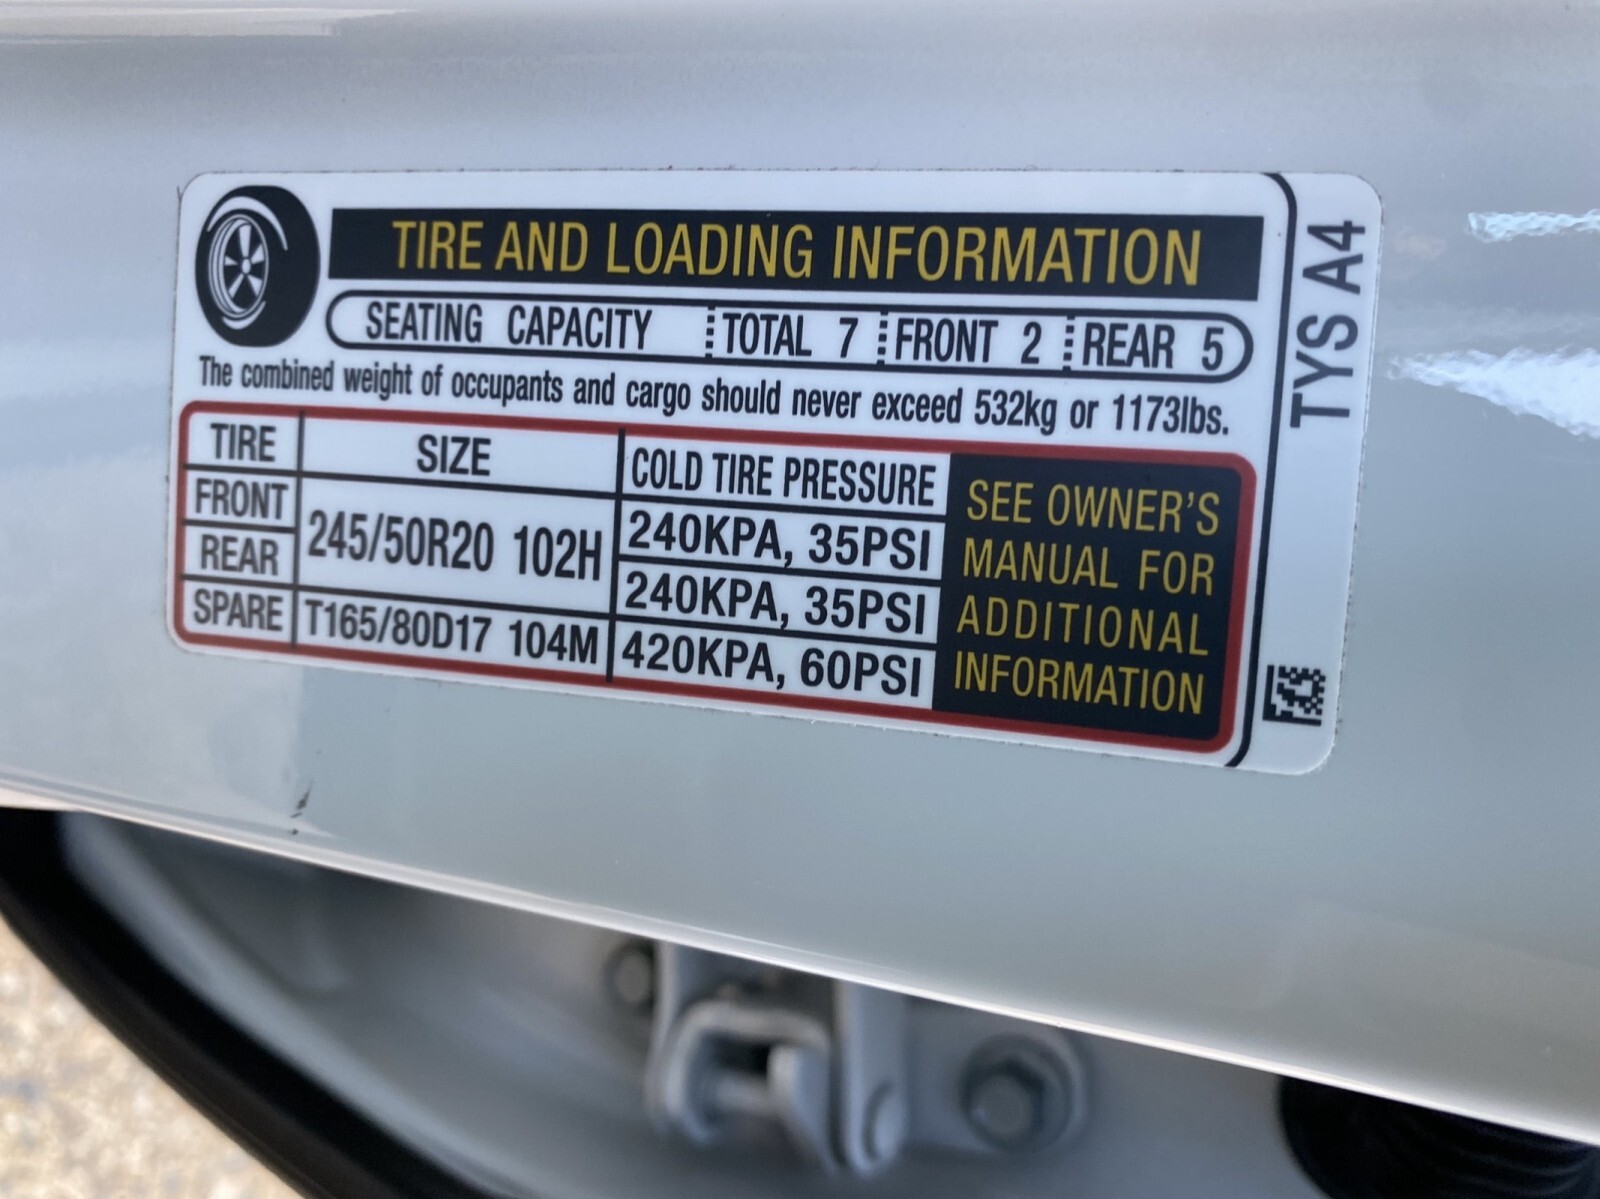 TIRE AND LOADING INFORMATION
SEATING CAPACITY TOTAL 7 FRONT 2 REAR 5
The combined weight of occupants and cargo should never exceed 532kg or 1173lbs.
TIRE SIZE COLD TIRE PRESSURE
FRONT 245/50R20 102H 240KPA, 35PSI
REAR 240KPA, 35PSI
SPARE T165/80D17 104M 420KPA, 60PSI
SEE OWNER'S
MANUAL FOR
ADDITIONAL
INFORMATION
TYS A4